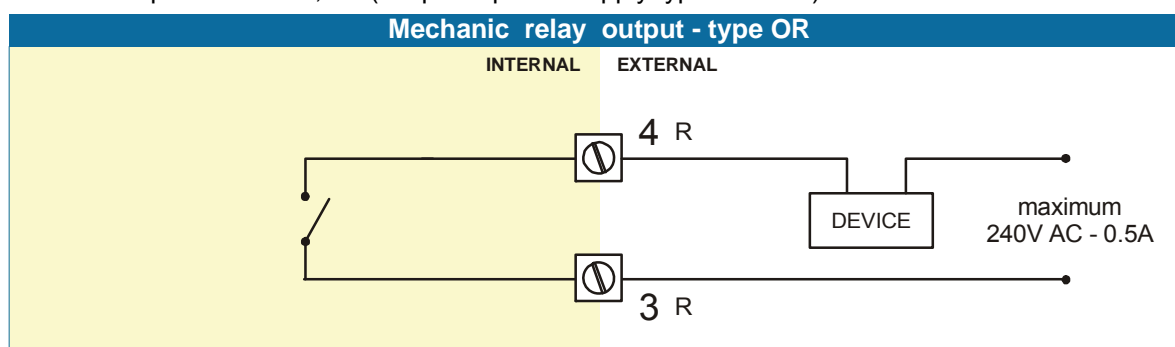 Mechanic relay output - type OR
INTERNAL EXTERNAL
4 R
DEVICE
maximum
240V AC - 0.5A
3 R